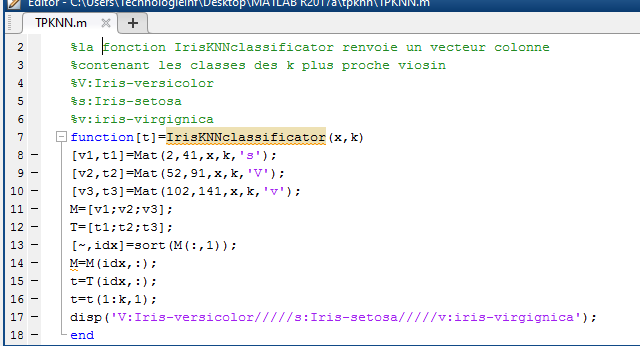 Editor - C:\Users\Technologieinf\Desktop\MATLAB R2017a\tpknn\TPKNN.m
TPKNN.m × +
2 %la fonction IrisKNNclassificator renvoie un vecteur colonne
3 %contenant les classes des k plus proche viosin
4 %V:Iris-versicolor
5 %s:Iris-setosa
6 %v:iris-virgignica
7 function[t]=IrisKNNclassificator(x,k)
8 – [v1,t1]=Mat(2,41,x,k,'s');
9 – [v2,t2]=Mat(52,91,x,k,'V');
10 – [v3,t3]=Mat(102,141,x,k,'v');
11 – M=[v1;v2;v3];
12 – T=[t1;t2;t3];
13 – [~,idx]=sort(M(:,1));
14 – M=M(idx,:);
15 – t=T(idx,:);
16 – t=t(1:k,1);
17 – disp('V:Iris-versicolor/////s:Iris-setosa/////v:iris-virgignica');
18 – end